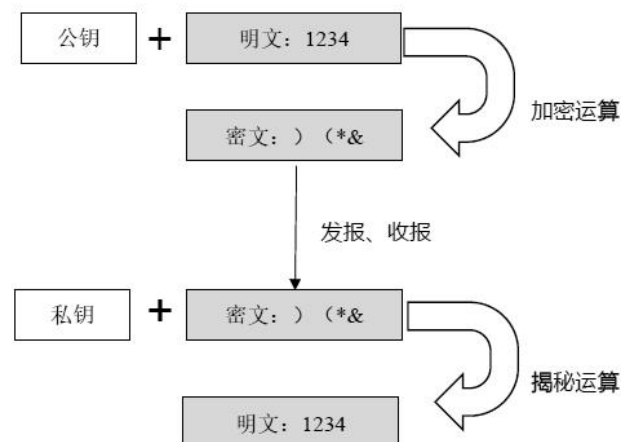 公钥 + 明文：1234
加密运算
密文：）（*&
发报、收报
私钥 + 密文：）（*&
揭秘运算
明文：1234